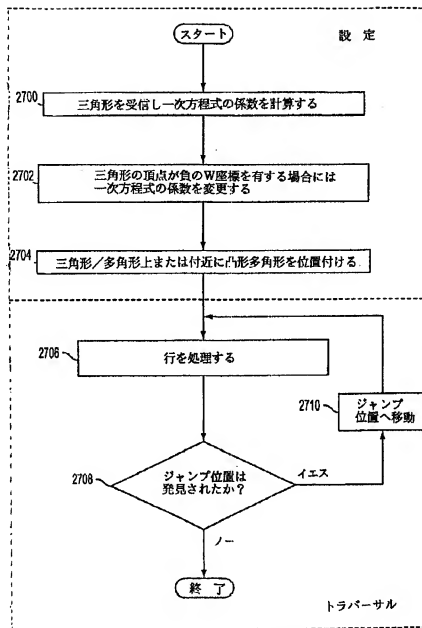 スタート
設定
2700
三角形を受信し一次方程式の係数を計算する
2702
三角形の頂点が負のW座標を有する場合には
一次方程式の係数を変更する
2704
三角形/多角形上または付近に凸形多角形を位置付ける
2706
行を処理する
2710
ジャンプ
位置へ移動
2708
ジャンプ位置は
発見されたか?
イエス
ノー
終了
トラバーサル